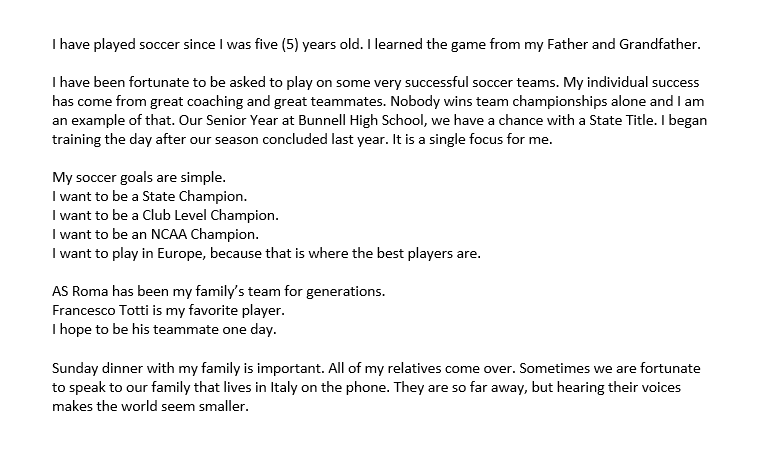 I have played soccer since I was five (5) years old. I learned the game from my Father and Grandfather.
I have been fortunate to be asked to play on some very successful soccer teams. My individual success
has come from great coaching and great teammates. Nobody wins team championships alone and I am
an example of that. Our Senior Year at Bunnell High School, we have a chance with a State Title. I began
training the day after our season concluded last year. It is a single focus for me.
My soccer goals are simple.
I want to be a State Champion.
I want to be a Club Level Champion.
I want to be an NCAA Champion.
I want to play in Europe, because that is where the best players are.
AS Roma has been my family’s team for generations.
Francesco Totti is my favorite player.
I hope to be his teammate one day.
Sunday dinner with my family is important. All of my relatives come over. Sometimes we are fortunate
to speak to our family that lives in Italy on the phone. They are so far away, but hearing their voices
makes the world seem smaller.